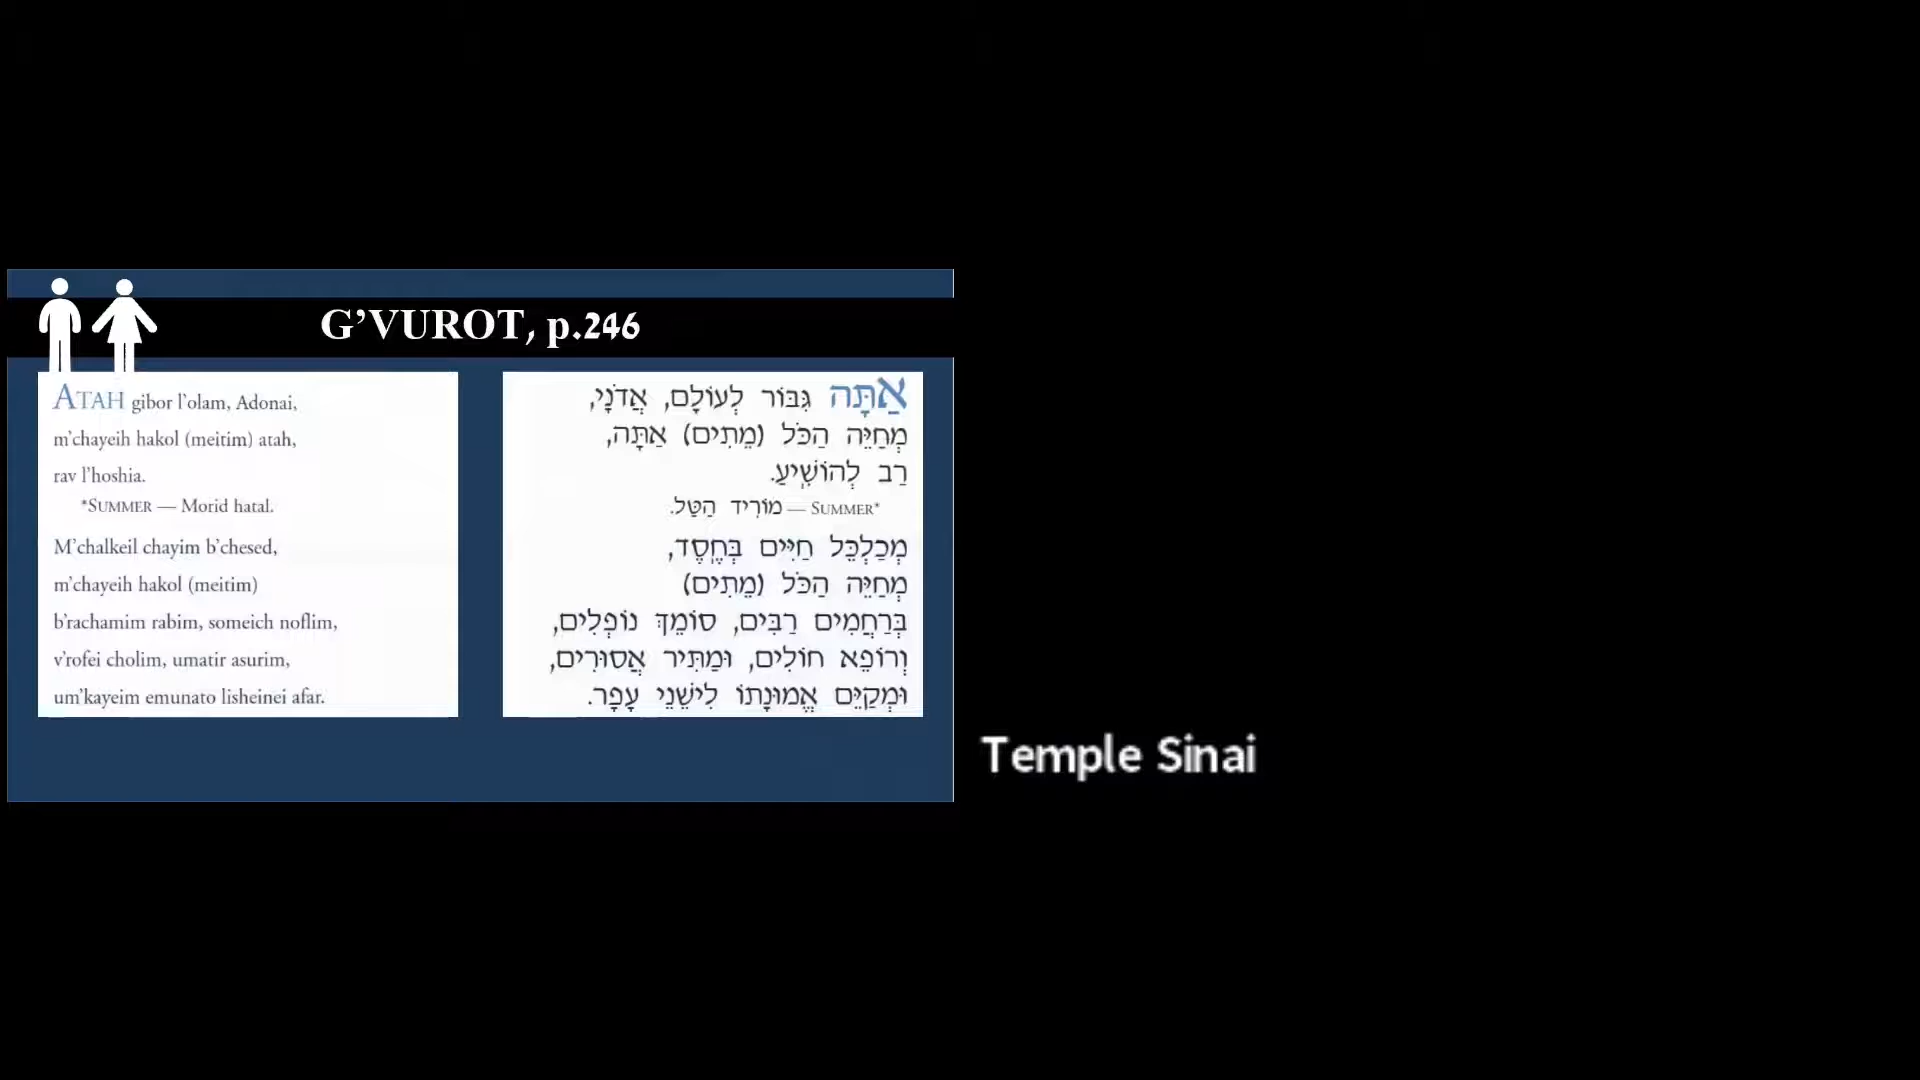 G’VUROT, p.246
ATAH gibor l’olam, Adonai,
m’chayeih hakol (meitim) atah,
rav l’hoshia.
*SUMMER — Morid hatal.
M’chalkeil chayim b’chesed,
m’chayeih hakol (meitim)
b’rachamim rabim, someich noflim,
v’rofei cholim, umatir asurim,
um’kayeim emunato lisheinei afar.
אַתָּה גִּבּוֹר לְעוֹלָם, אֲדֹנָי,
מְחַיֵּה הַכֹּל (מֵתִים) אַתָּה,
רַב לְהוֹשִֽׁיעַ.
*SUMMER — מוֹרִיד הַטַּל.
מְכַלְכֵּל חַיִּים בְּחֶֽסֶד,
מְחַיֵּה הַכֹּל (מֵתִים)
בְּרַחֲמִים רַבִּים, סוֹמֵךְ נוֹפְלִים,
וְרוֹפֵא חוֹלִים, וּמַתִּיר אֲסוּרִים,
וּמְקַיֵּם אֱמוּנָתוֹ לִישֵׁנֵי עָפָר.
Temple Sinai